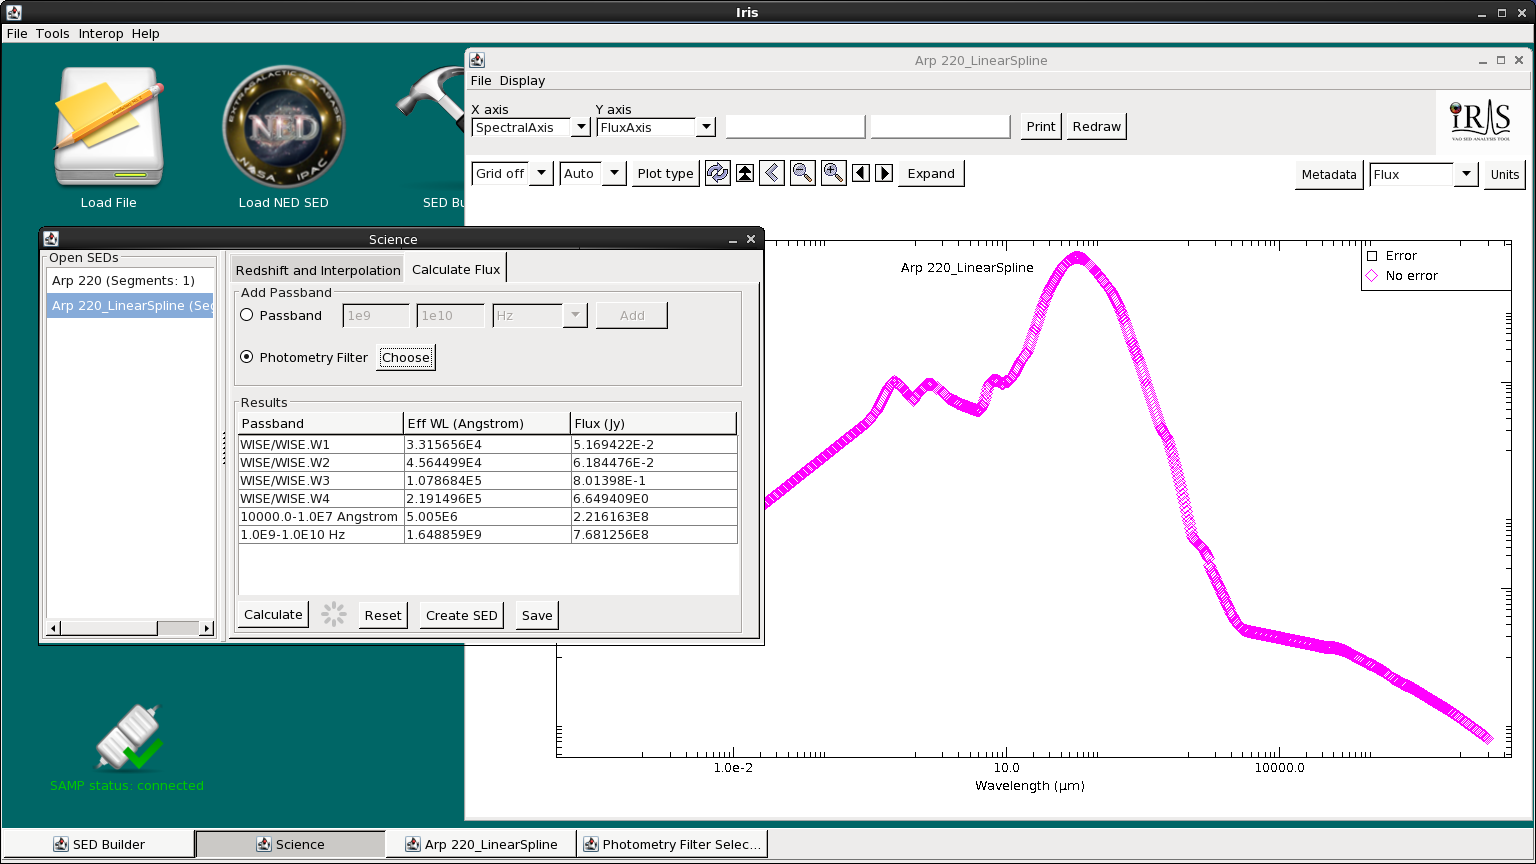 Iris
File Tools Interop Help
Arp 220_LinearSpline
File Display
X axis
Y axis
SpectralAxis
FluxAxis
Print
Redraw
IRIS
VAO SED ANALYSIS TOOL
Grid off
Auto
Plot type
Expand
Metadata
Flux
Units
EXTRAGALACTIC DATABASE
NED
NASA IPAC
Load File
Load NED SED
SED Bu
Science
Open SEDs
Arp 220 (Segments: 1)
Arp 220_LinearSpline (Seg
Redshift and Interpolation
Calculate Flux
Add Passband
Passband
1e9
1e10
Hz
Add
Photometry Filter
Choose
Results
Passband Eff WL (Angstrom) Flux (Jy)
WISE/WISE.W1 3.315656E4 5.169422E-2
WISE/WISE.W2 4.564499E4 6.184476E-2
WISE/WISE.W3 1.078684E5 8.01398E-1
WISE/WISE.W4 2.191496E5 6.649409E0
10000.0-1.0E7 Angstrom 5.005E6 2.216163E8
1.0E9-1.0E10 Hz 1.648859E9 7.681256E8
Calculate
Reset
Create SED
Save
Arp 220_LinearSpline
Error
No error
1.0e-2
10.0
10000.0
Wavelength (μm)
SAMP status: connected
SED Builder
Science
Arp 220_LinearSpline
Photometry Filter Selec...